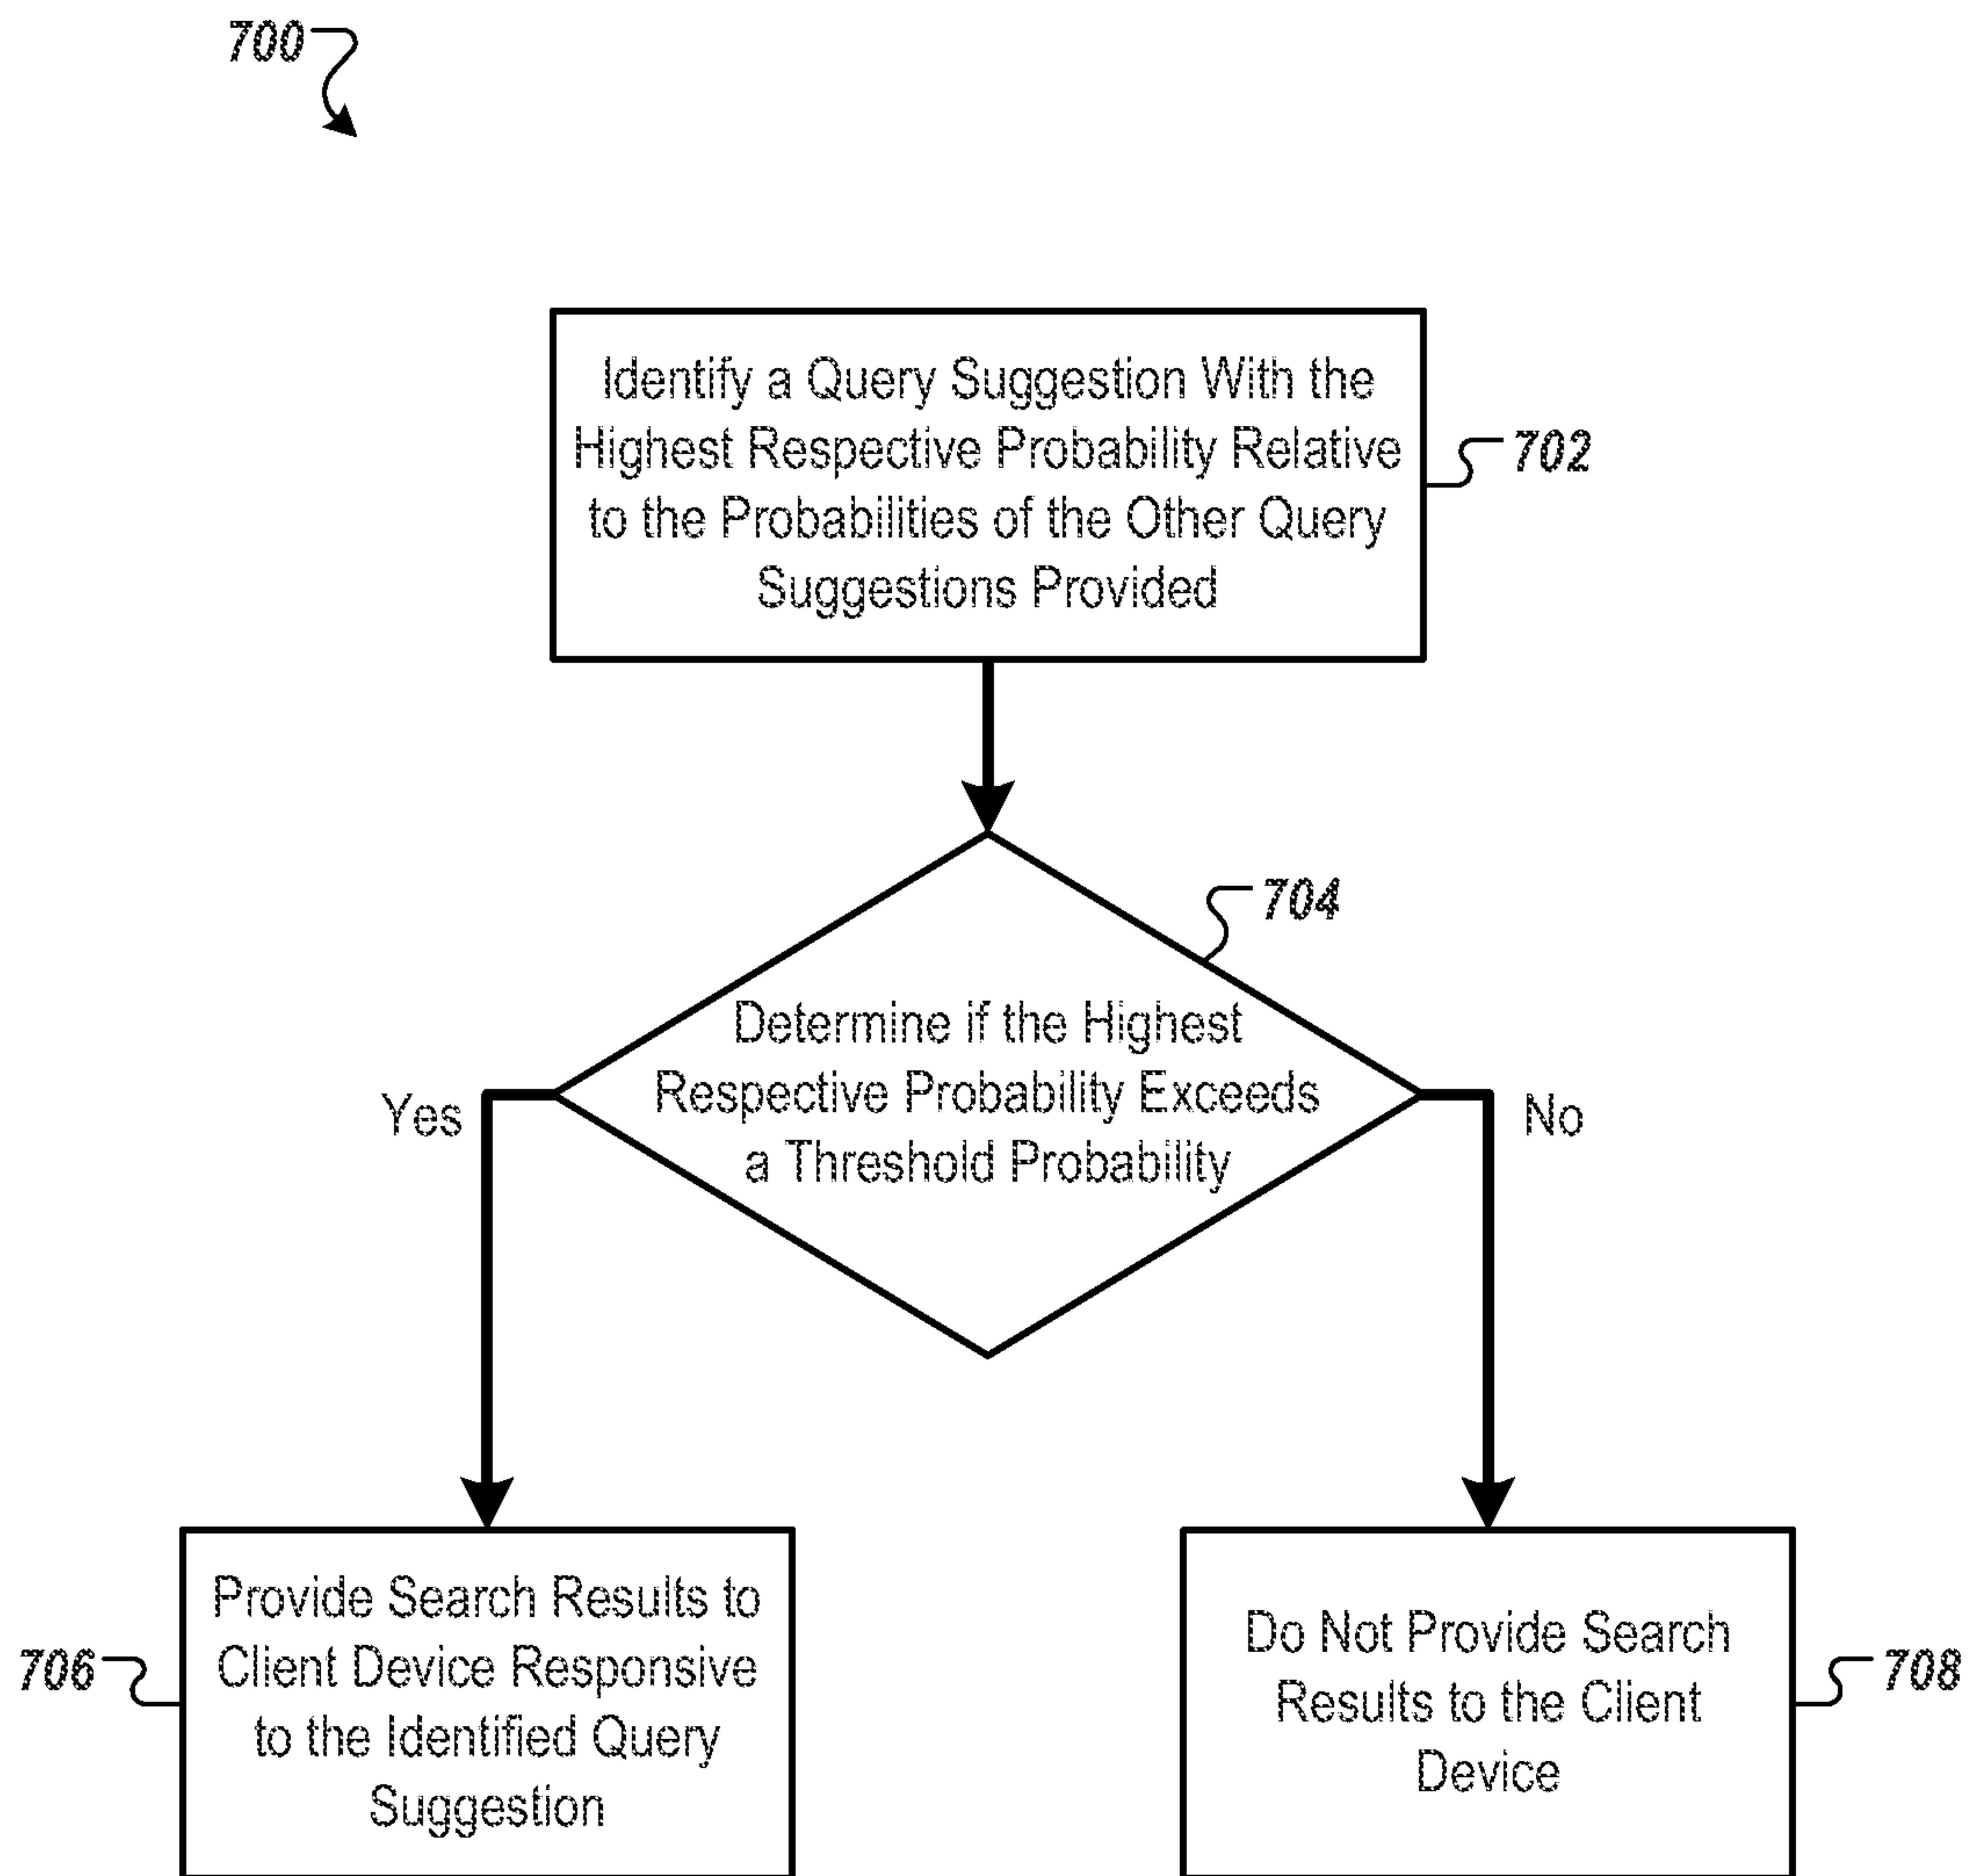 700
Identify a Query Suggestion With the
Highest Respective Probability Relative
to the Probabilities of the Other Query
Suggestions Provided
702
704
Determine if the Highest
Respective Probability Exceeds
a Threshold Probability
Yes
No
Provide Search Results to
Client Device Responsive
to the Identified Query
Suggestion
706
Do Not Provide Search
Results to the Client
Device
708